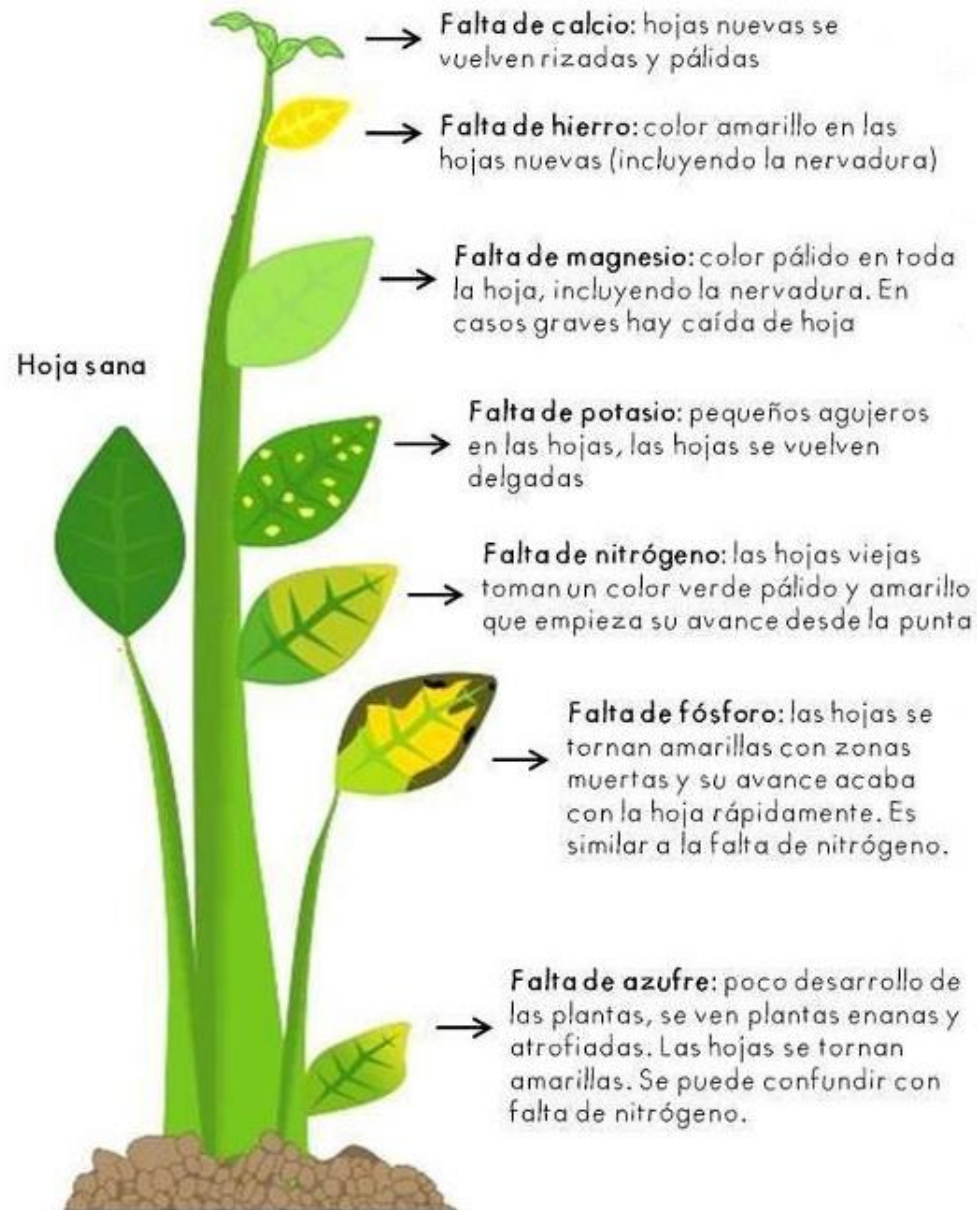 Falta de calcio: hojas nuevas se
vuelven rizadas y pálidas
Falta de hierro: color amarillo en las
hojas nuevas (incluyendo la nervadura)
Falta de magnesio: color pálido en toda
la hoja, incluyendo la nervadura. En
casos graves hay caída de hoja
Hoja sana
Falta de potasio: pequeños agujeros
en las hojas, las hojas se vuelven
delgadas
Falta de nitrógeno: las hojas viejas
toman un color verde pálido y amarillo
que empieza su avance desde la punta
Falta de fósforo: las hojas se
tornan amarillas con zonas
muertas y su avance acaba
con la hoja rápidamente. Es
similar a la falta de nitrógeno.
Falta de azufre: poco desarrollo de
las plantas, se ven plantas enanas y
atrofiadas. Las hojas se tornan
amarillas. Se puede confundir con
falta de nitrógeno.